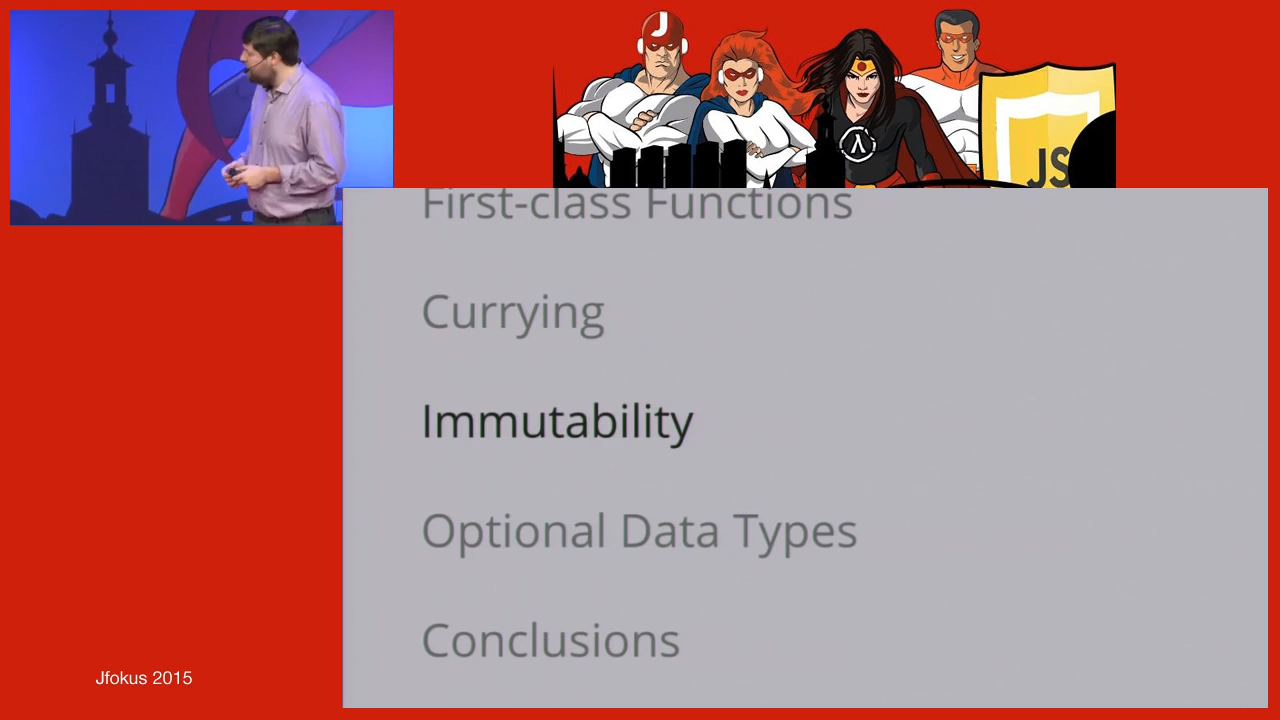 J
λ
JS
First-class Functions
Currying
Immutability
Optional Data Types
Conclusions
Jfokus 2015